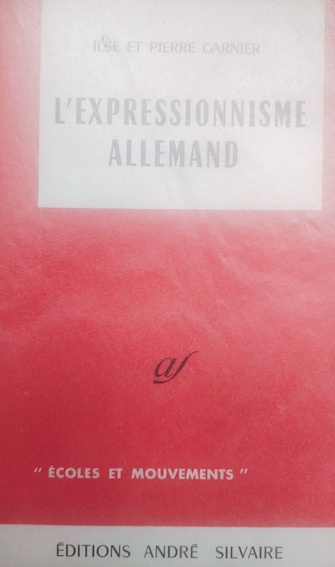 ILSE ET PIERRE GARNIER
L'EXPRESSIONNISME
ALLEMAND
as
" ÉCOLES ET MOUVEMENTS "
ÉDITIONS ANDRÉ SILVAIRE